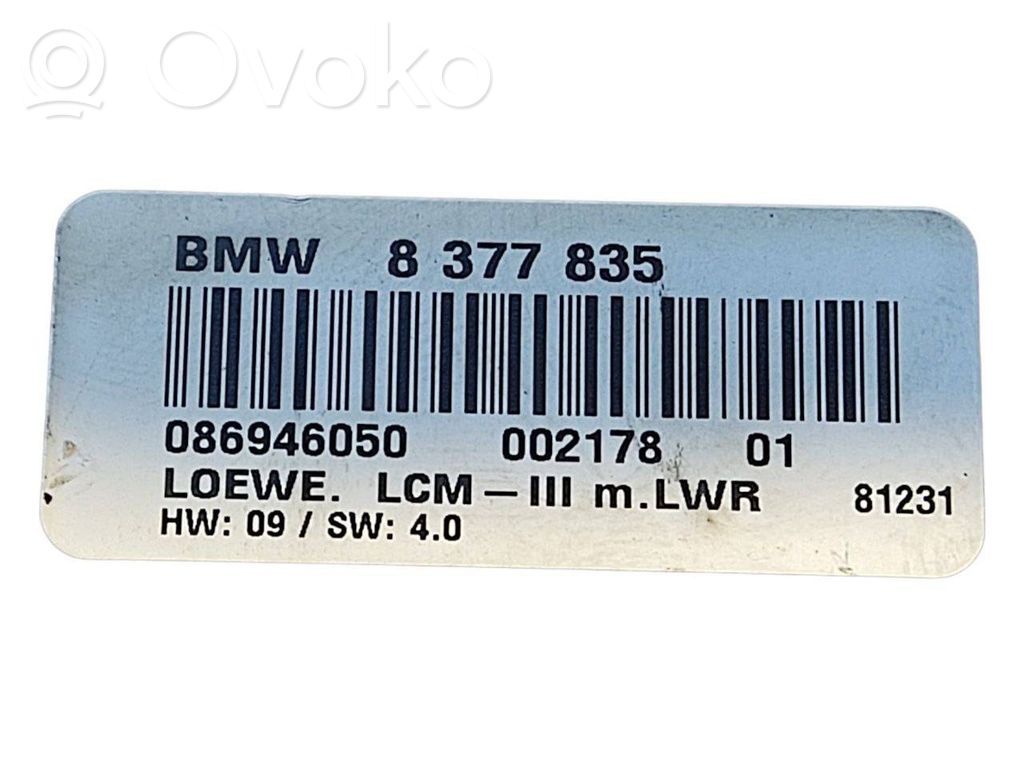 Ovoko
BMW 8 377 835
086946050 002178 01
LOEWE. LCM-III m.LWR 81231
HW: 09 / SW: 4.0